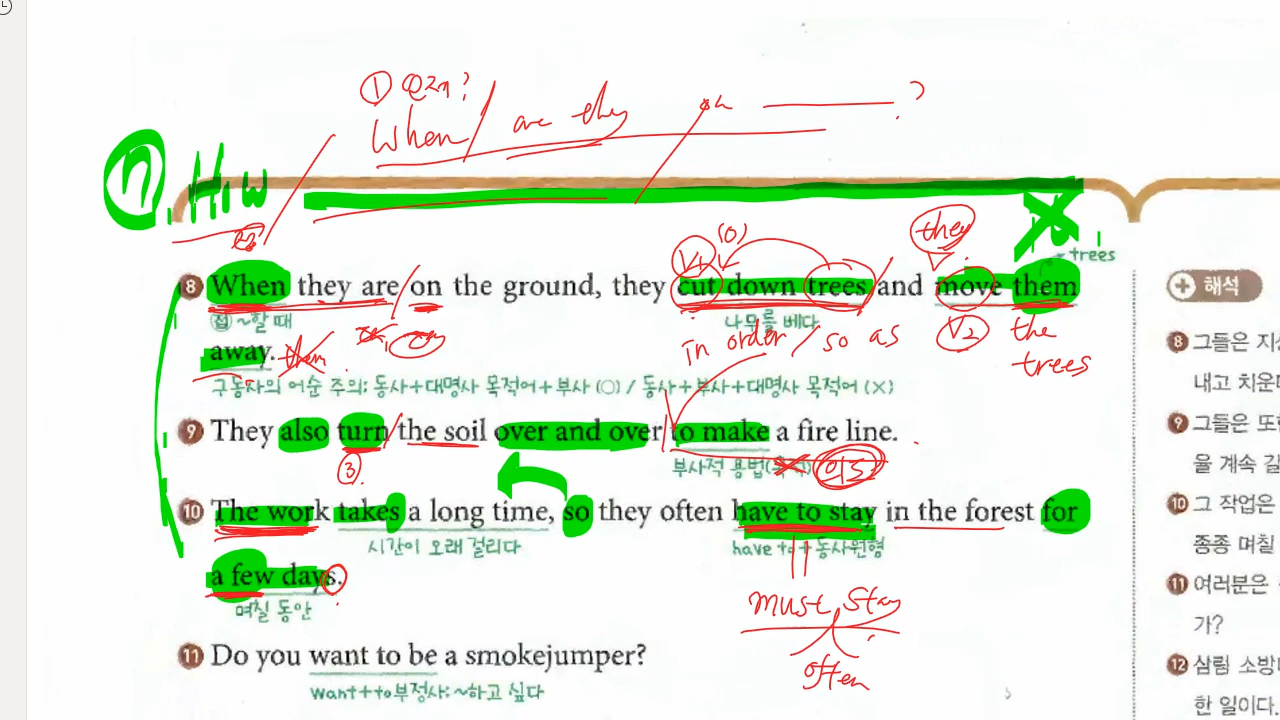 ① 언제?
When / are they on ?
7. How
they
V1 (O)
trees
⑧ When they are on the ground, they cut down trees and move them
접 ~할 때
나무를 베다
in order / so as
V2 the
trees
away. them
구동사의 어순 주의: 동사+대명사 목적어+부사 (○) / 동사+부사+대명사 목적어 (×)
⑨ They also turn the soil over and over to make a fire line.
③
부사적 용법(목적)
⑩ The work takes a long time, so they often have to stay in the forest for
시간이 오래 걸리다
have to+동사원형
a few days.
며칠 동안
must stay
often
⑪ Do you want to be a smokejumper?
want+to부정사: ~하고 싶다
해석
⑧ 그들은 지상
내고 치운다
⑨ 그들은 또한
을 계속 갈
⑩ 그 작업은
종종 며칠
⑪ 여러분은
가?
⑫ 삼림 소방대
한 일이다.